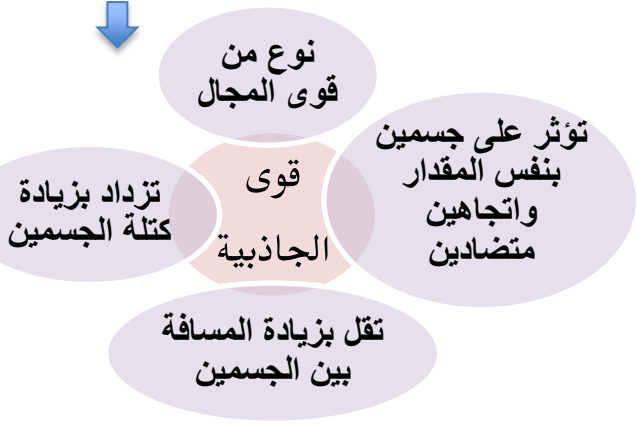 نوع من
قوى المجال
تؤثر على جسمين
بنفس المقدار
واتجاهين
متضادين
قوى
الجاذبية
تزداد بزيادة
كتلة الجسمين
تقل بزيادة المسافة
بين الجسمين